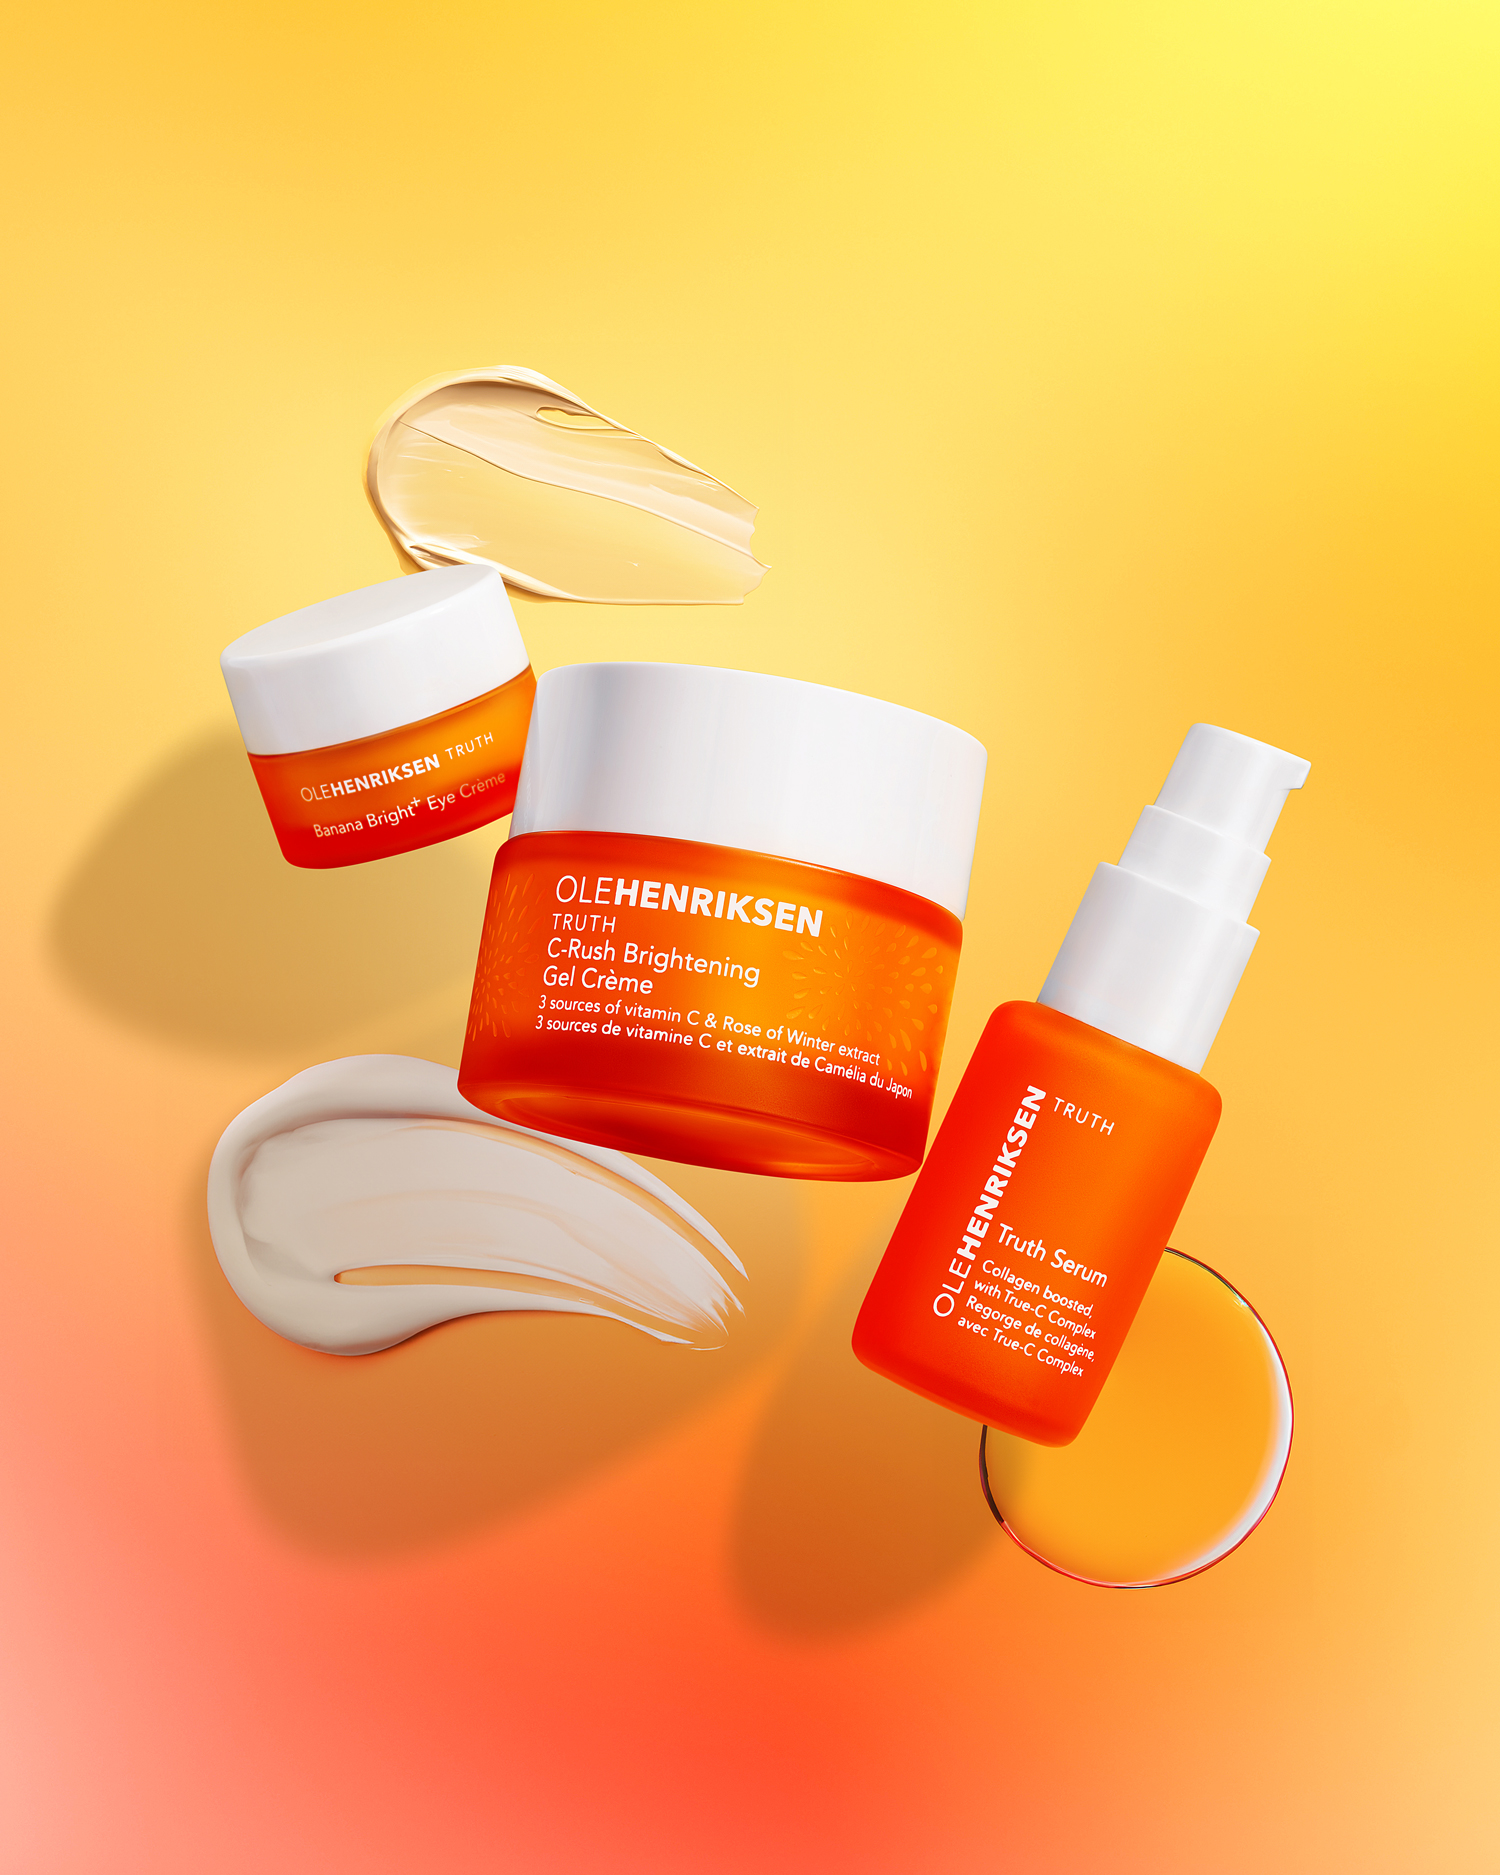 OLEHENRIKSEN TRUTH
Banana Bright+ Eye Crème
OLEHENRIKSEN
TRUTH
C-Rush Brightening
Gel Crème
3 sources of vitamin C & Rose of Winter extract
3 sources de vitamine C et extrait de Camélia du Japon
OLEHENRIKSEN
TRUTH
Truth Serum
Collagen boosted,
with True-C Complex
Regorge de collagène,
avec True-C Complex